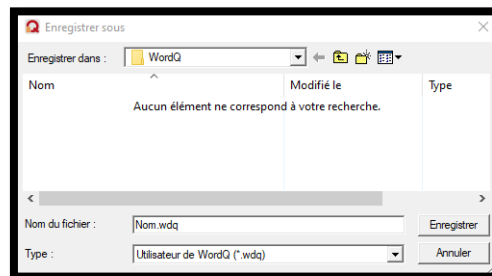 Enregistrer sous
Enregistrer dans : WordQ
Nom Modifié le Type
Aucun élément ne correspond à votre recherche.
Nom du fichier : Nom.wdq Enregistrer
Type : Utilisateur de WordQ (*.wdq) Annuler